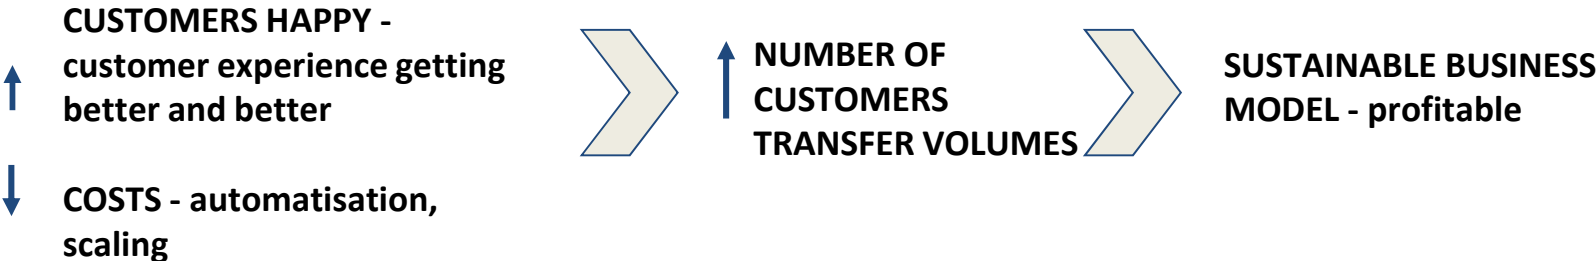 CUSTOMERS HAPPY -
customer experience getting
better and better
COSTS - automatisation,
scaling
NUMBER OF
CUSTOMERS
TRANSFER VOLUMES
SUSTAINABLE BUSINESS
MODEL - profitable